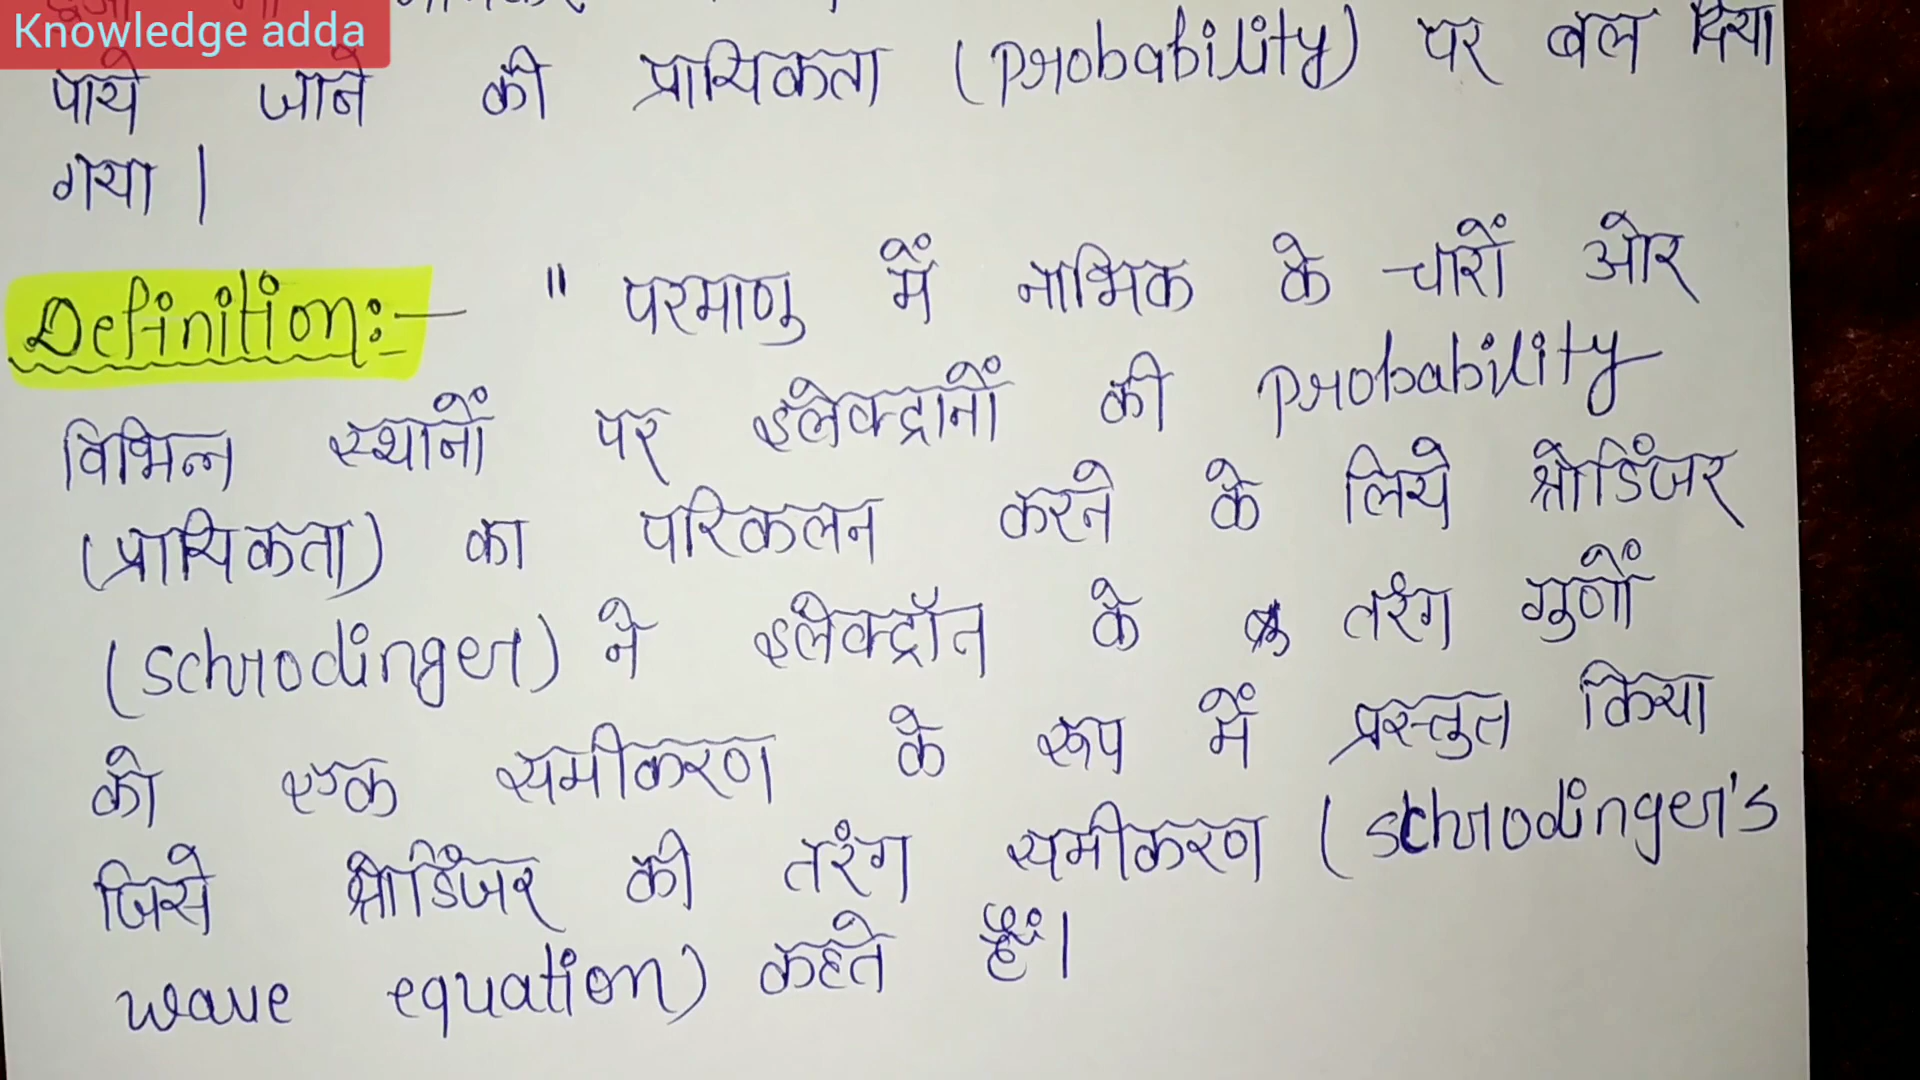 Knowledge adda
पाये जाने की प्रायिकता (Probability) पर बल दिया
गया |
Definition:- " परमाणु में नाभिक के चारों ओर
विभिन्न स्थानों पर इलेक्ट्रानों की Probability
(प्रायिकता) का परिकलन करने के लिये श्रोडिंजर
(schrodinger) ने इलेक्ट्रॉन के तरंग गुणों
को एक समीकरण के रूप में प्रस्तुत किया
जिसे श्रोडिंजर की तरंग समीकरण (schrodinger's
wave equation) कहते हैं।